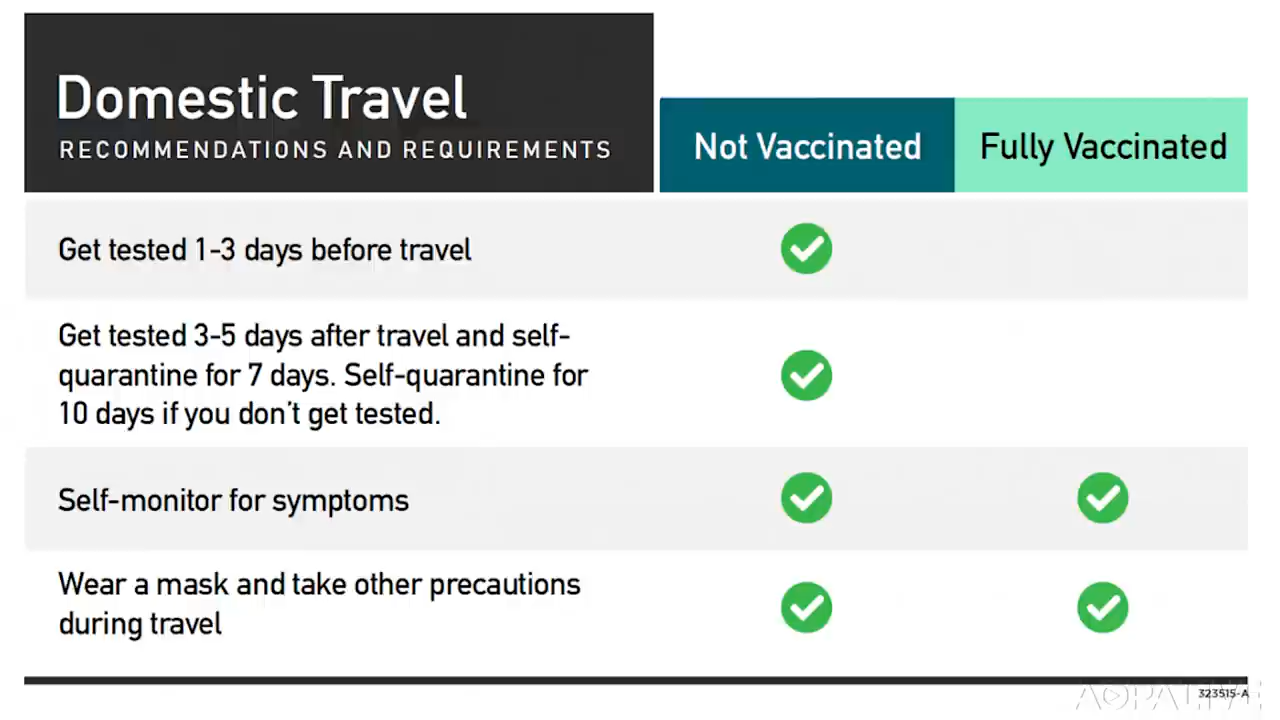 Domestic Travel
RECOMMENDATIONS AND REQUIREMENTS
Not Vaccinated
Fully Vaccinated
Get tested 1-3 days before travel
Get tested 3-5 days after travel and self-
quarantine for 7 days. Self-quarantine for
10 days if you don't get tested.
Self-monitor for symptoms
Wear a mask and take other precautions
during travel
323515-A
AOPA LIVE